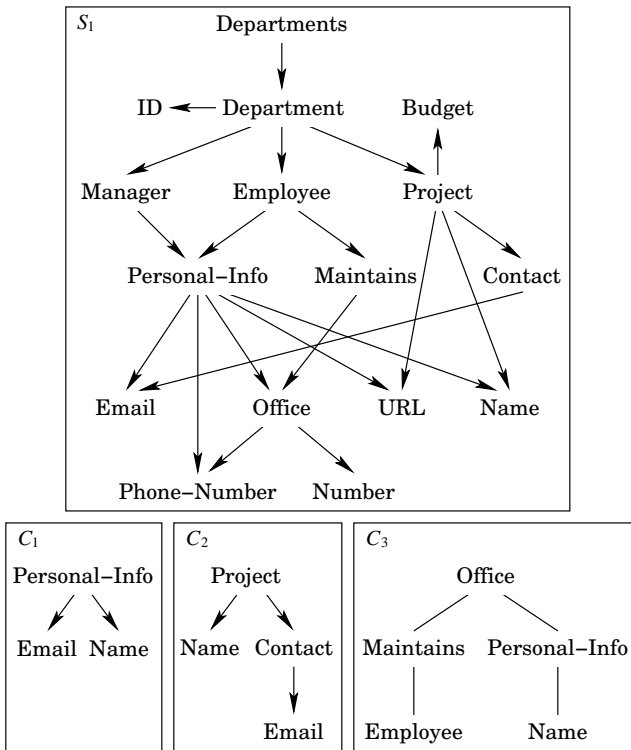 S1
Departments
ID Department Budget
Manager Employee Project
Personal−Info Maintains Contact
Email Office URL Name
Phone−Number Number
C1
Personal−Info
Email Name
C2
Project
Name Contact
Email
C3
Office
Maintains Personal−Info
Employee Name